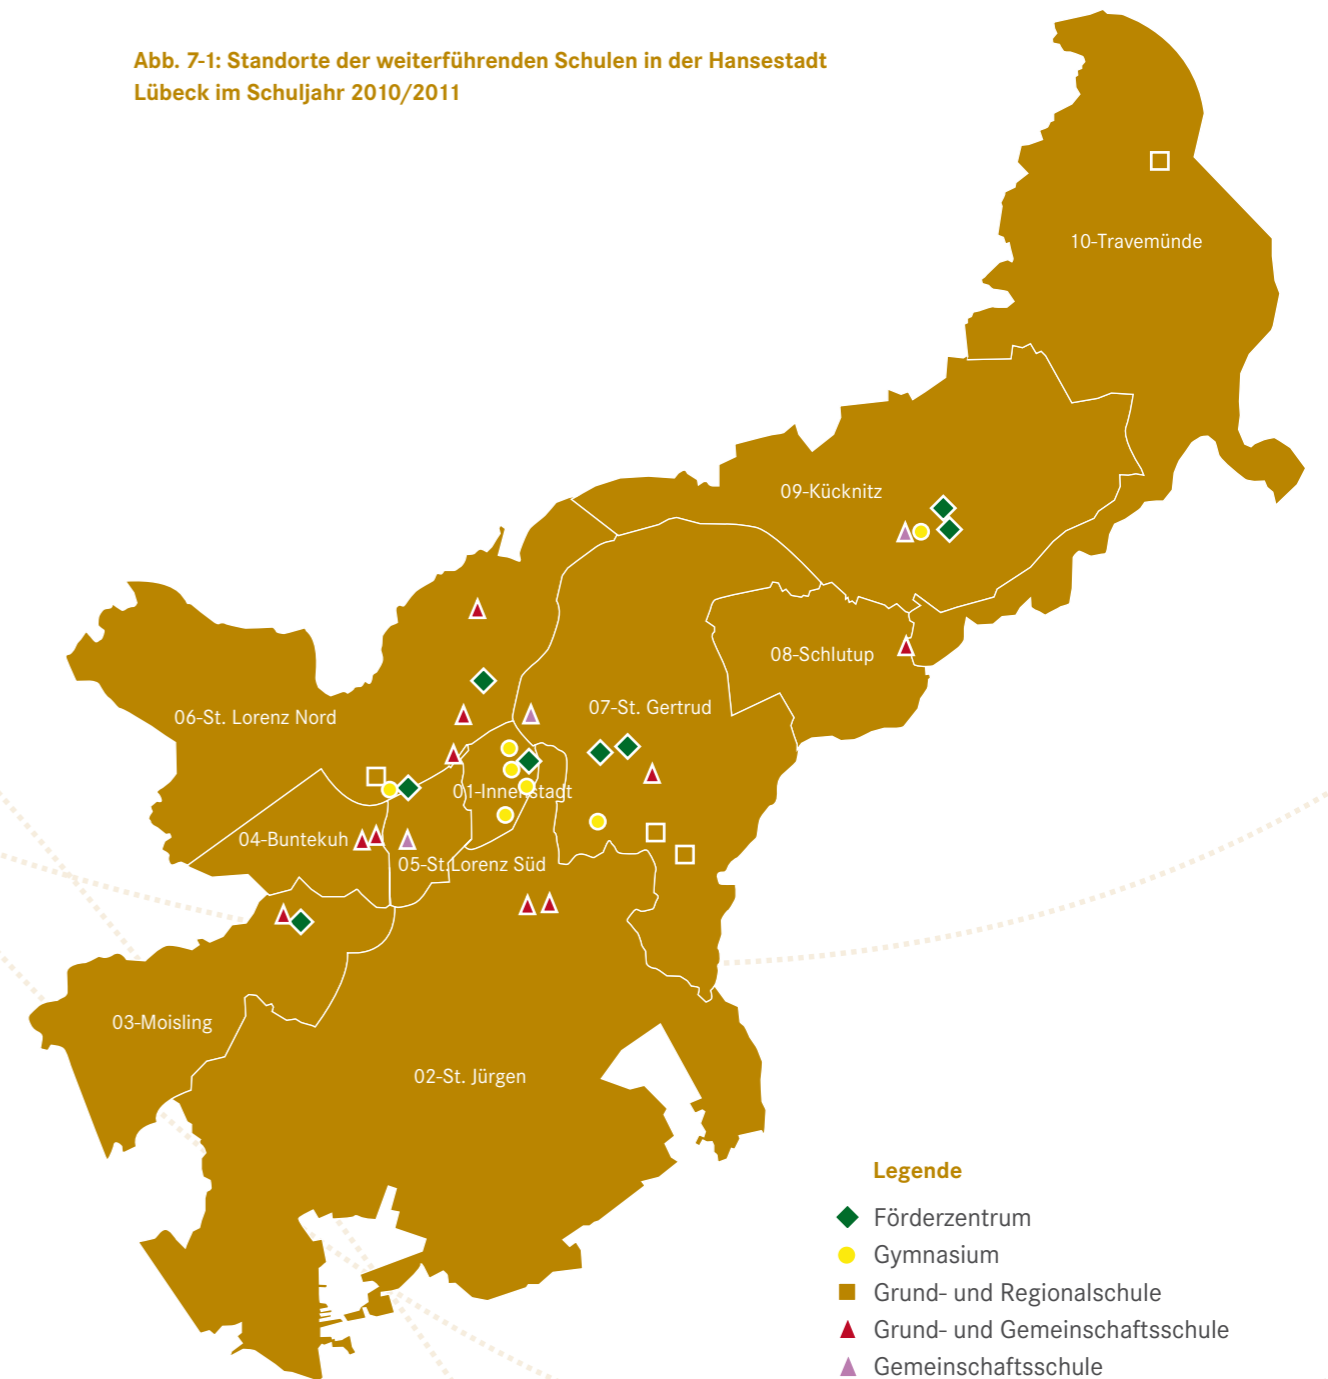 Abb. 7-1: Standorte der weiterführenden Schulen in der Hansestadt
Lübeck im Schuljahr 2010/2011
10-Travemünde
09-Kücknitz
08-Schlutup
07-St. Gertrud
06-St. Lorenz Nord
01-Innenstadt
04-Buntekuh
05-St.Lorenz Süd
03-Moisling
02-St. Jürgen
Legende
Förderzentrum
Gymnasium
Grund- und Regionalschule
Grund- und Gemeinschaftsschule
Gemeinschaftsschule